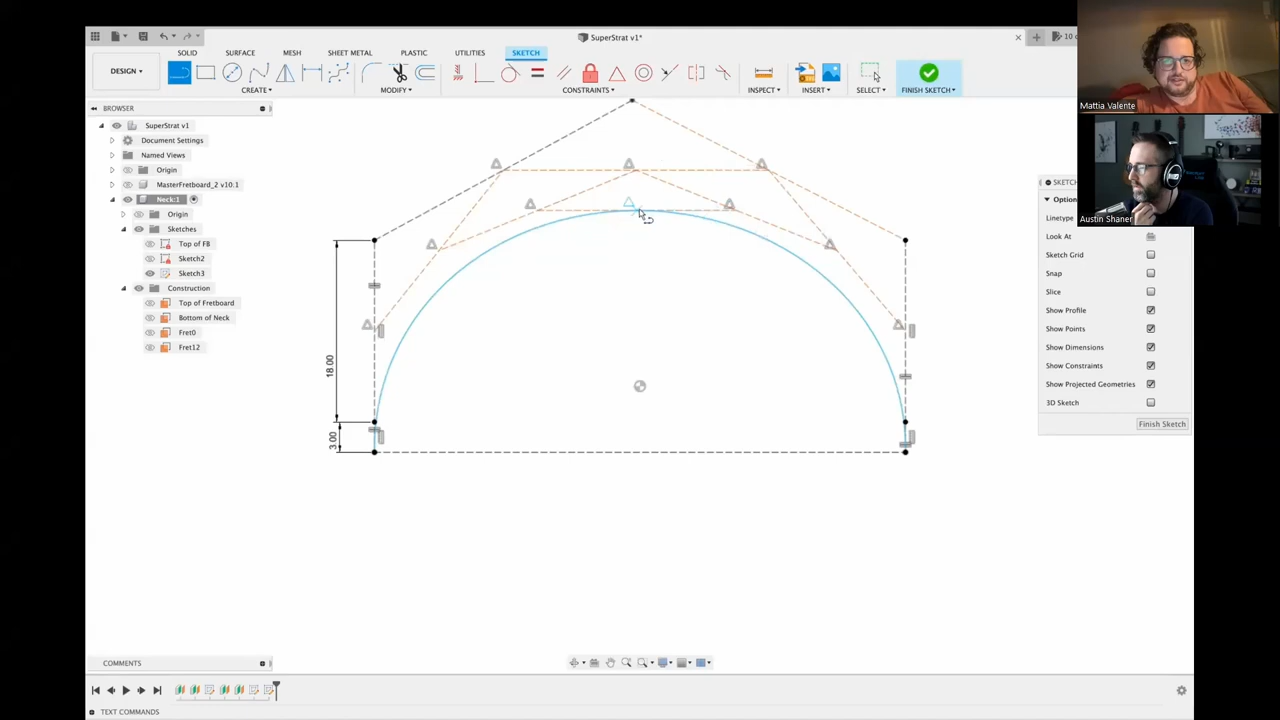 SuperStrat v1*
10 c
DESIGN
SOLID SURFACE MESH SHEET METAL PLASTIC UTILITIES SKETCH
CREATE MODIFY CONSTRAINTS INSPECT INSERT SELECT FINISH SKETCH
Mattia Valente
Austin Shaner
BROWSER
SuperStrat v1
Document Settings
Named Views
Origin
MasterFretboard_2 v10:1
Neck:1
Origin
Sketches
Top of FB
Sketch2
Sketch3
Construction
Top of Fretboard
Bottom of Neck
Fret0
Fret12
18.00
3.00
SKETCH
Option
Linetype
Look At
Sketch Grid
Snap
Slice
Show Profile
Show Points
Show Dimensions
Show Constraints
Show Projected Geometries
3D Sketch
Finish Sketch
COMMENTS
TEXT COMMANDS